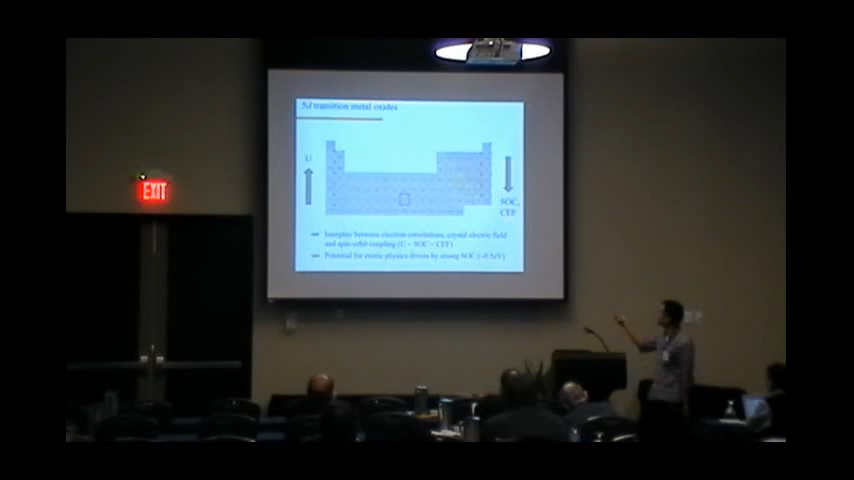 5d transition metal oxides
U
SOC,
CEF
Interplay between electron correlations, crystal electric field
and spin-orbit coupling (U ~ SOC ~ CEF)
Potential for exotic physics driven by strong SOC (~0.5eV)
EXIT